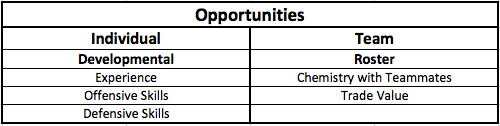 Opportunities
Individual Team
Developmental Roster
Experience Chemistry with Teammates
Offensive Skills Trade Value
Defensive Skills